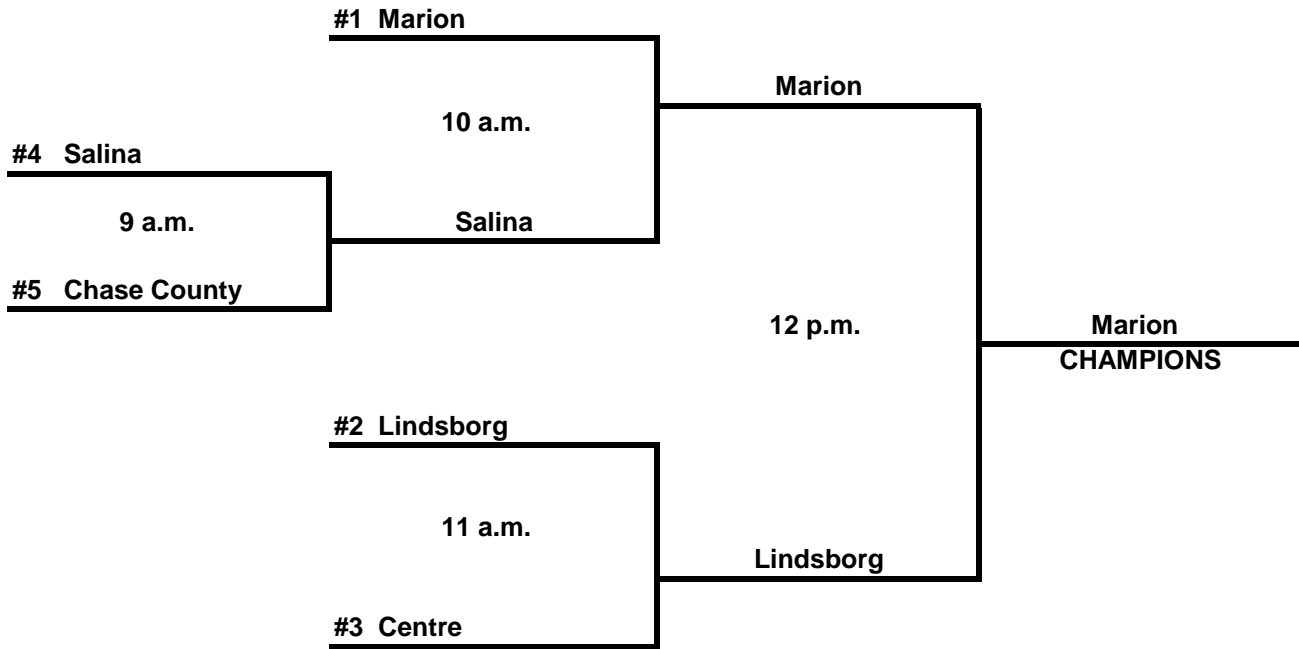 #1 Marion
Marion
10 a.m.
#4 Salina
9 a.m.
Salina
#5 Chase County
12 p.m.
Marion
CHAMPIONS
#2 Lindsborg
11 a.m.
Lindsborg
#3 Centre